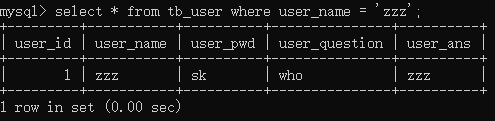 mysql> select * from tb_user where user_name = 'zzz';
+---------+-----------+----------+---------------+----------+
| user_id | user_name | user_pwd | user_question | user_ans |
+---------+-----------+----------+---------------+----------+
| 1 | zzz | sk | who | zzz |
+---------+-----------+----------+---------------+----------+
1 row in set (0.00 sec)